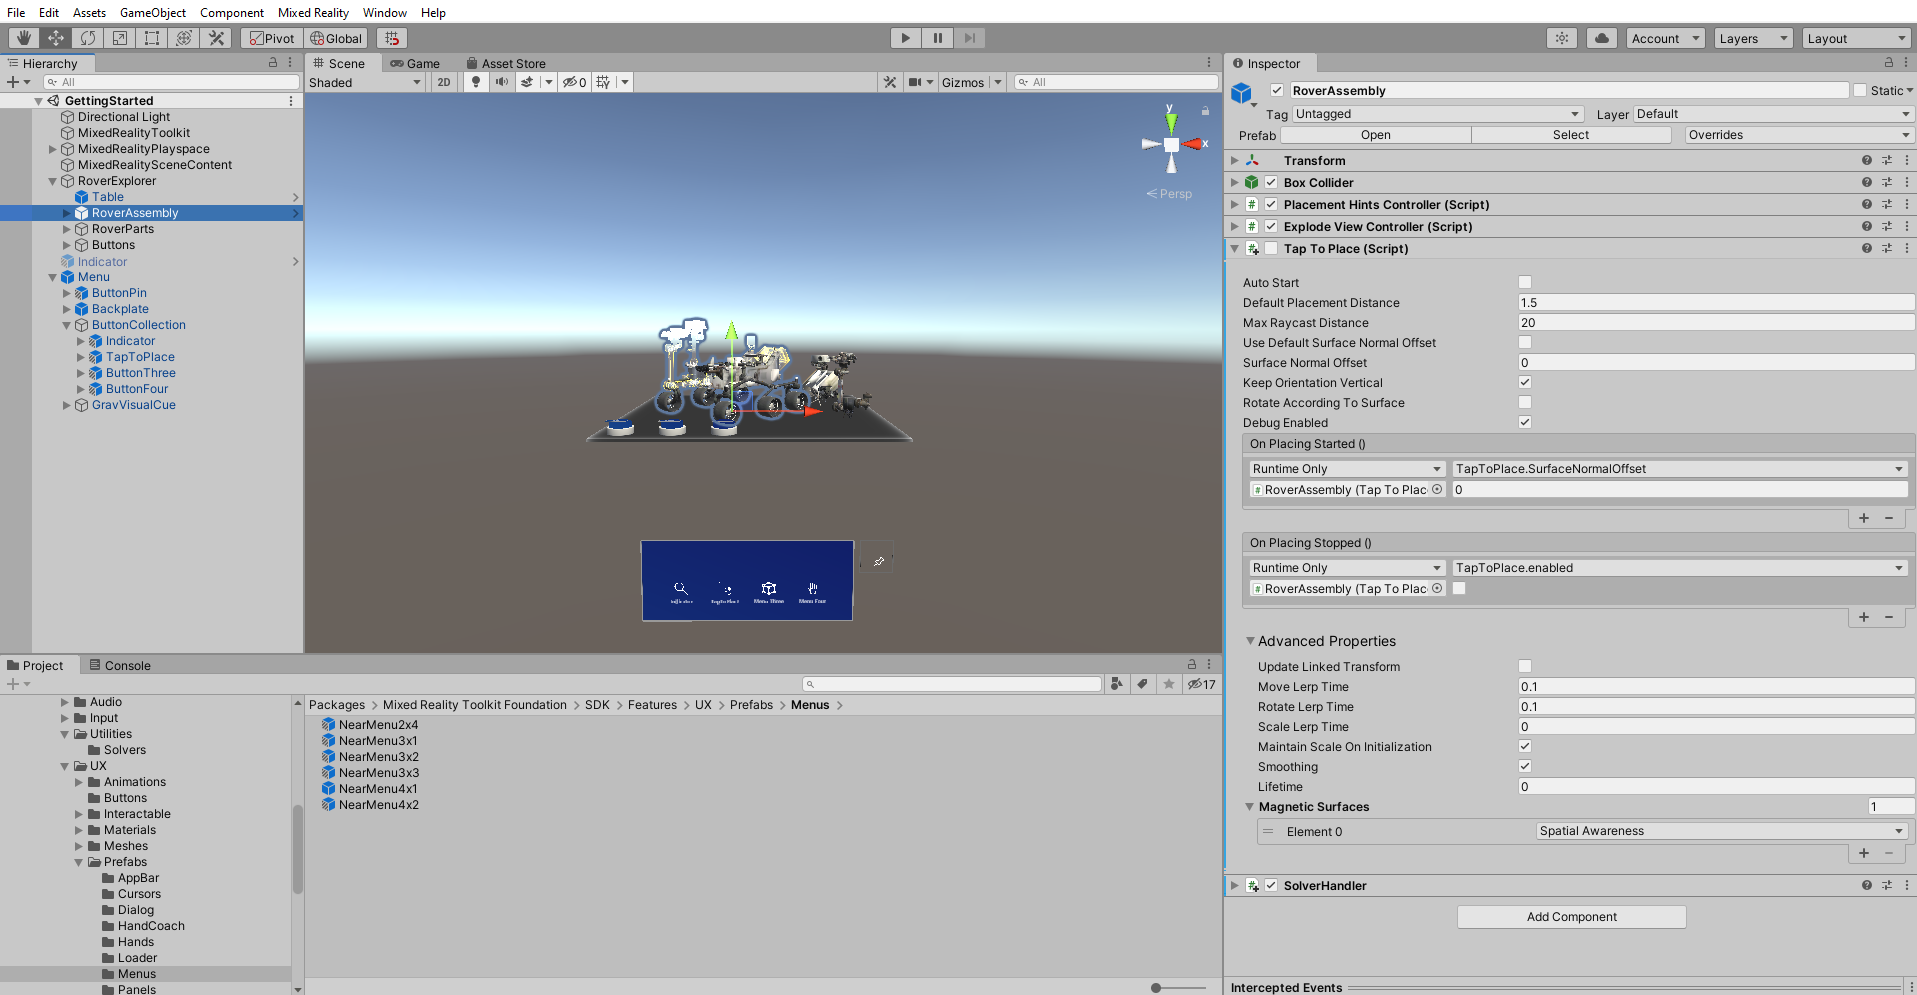 File Edit Assets GameObject Component Mixed Reality Window Help
Pivot Global Account Layers Layout
Hierarchy
All
GettingStarted
Directional Light
MixedRealityToolkit
MixedRealityPlayspace
MixedRealitySceneContent
RoverExplorer
Table
RoverAssembly
RoverParts
Buttons
Indicator
Menu
ButtonPin
Backplate
ButtonCollection
Indicator
TapToPlace
ButtonThree
ButtonFour
GravVisualCue
Scene Game Asset Store
Shaded 2D 0 Gizmos All
y
x
Persp
Menu Three Menu Four
Inspector
RoverAssembly Static
Tag Untagged Layer Default
Prefab Open Select Overrides
Transform
Box Collider
Placement Hints Controller (Script)
Explode View Controller (Script)
Tap To Place (Script)
Auto Start
Default Placement Distance 1.5
Max Raycast Distance 20
Use Default Surface Normal Offset
Surface Normal Offset 0
Keep Orientation Vertical
Rotate According To Surface
Debug Enabled
On Placing Started ()
Runtime Only TapToPlace.SurfaceNormalOffset
RoverAssembly (Tap To Plac 0
On Placing Stopped ()
Runtime Only TapToPlace.enabled
RoverAssembly (Tap To Plac
Advanced Properties
Update Linked Transform
Move Lerp Time 0.1
Rotate Lerp Time 0.1
Scale Lerp Time 0
Maintain Scale On Initialization
Smoothing
Lifetime 0
Magnetic Surfaces 1
Element 0 Spatial Awareness
SolverHandler
Add Component
Intercepted Events
Project Console
17
Audio
Input
Utilities
Solvers
UX
Animations
Buttons
Interactable
Materials
Meshes
Prefabs
AppBar
Cursors
Dialog
HandCoach
Hands
Loader
Menus
Panels
Packages > Mixed Reality Toolkit Foundation > SDK > Features > UX > Prefabs > Menus >
NearMenu2x4
NearMenu3x1
NearMenu3x2
NearMenu3x3
NearMenu4x1
NearMenu4x2